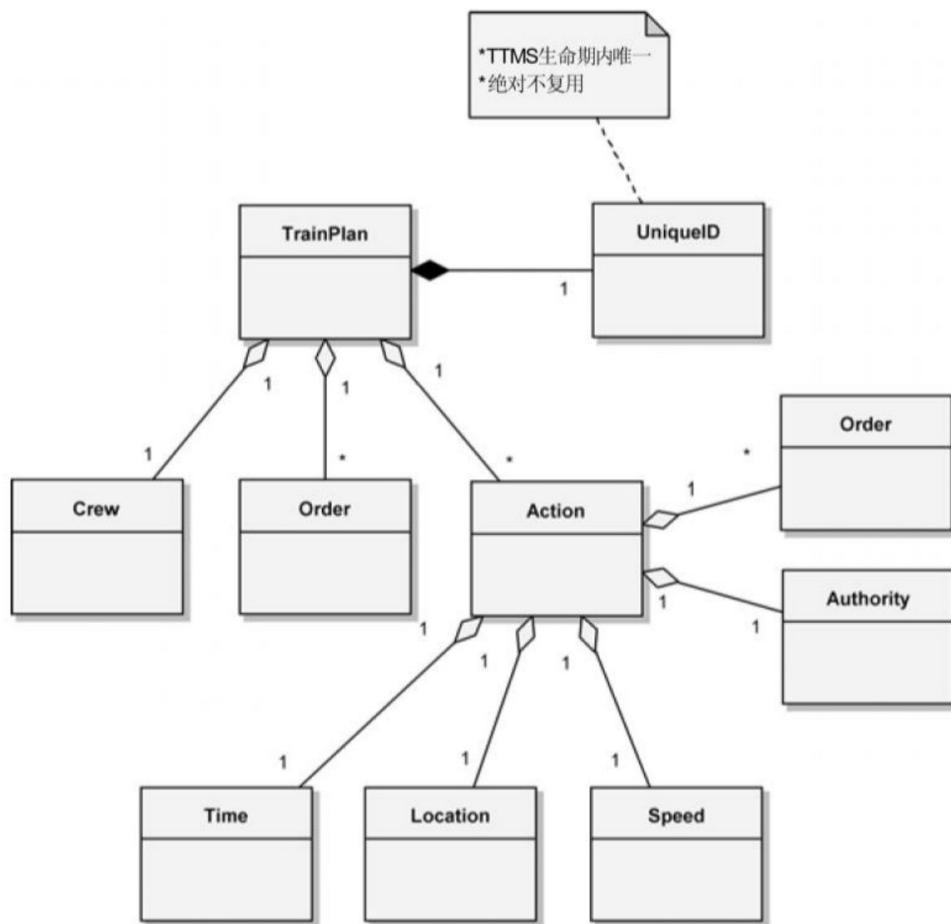 *TTMS生命期内唯一
*绝对不复用
TrainPlan
UniqueID
1
1
1
1
1
*
*
Crew
Order
Action
Order
1
*
Authority
1
1
1
1
1
1
1
1
Time
Location
Speed